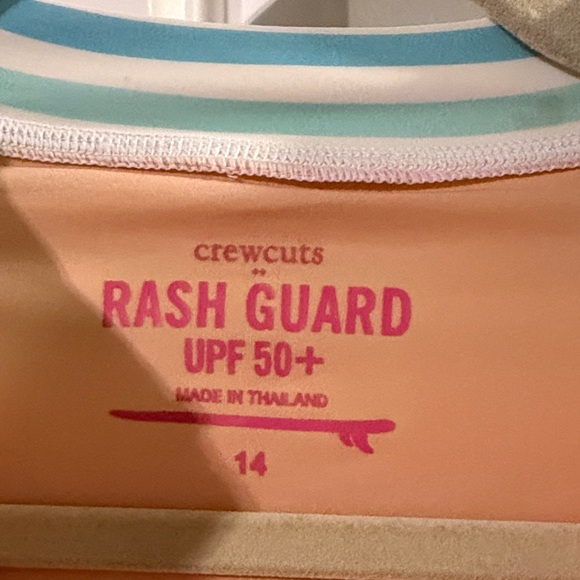 crewcuts
RASH GUARD
UPF 50+
MADE IN THAILAND
14